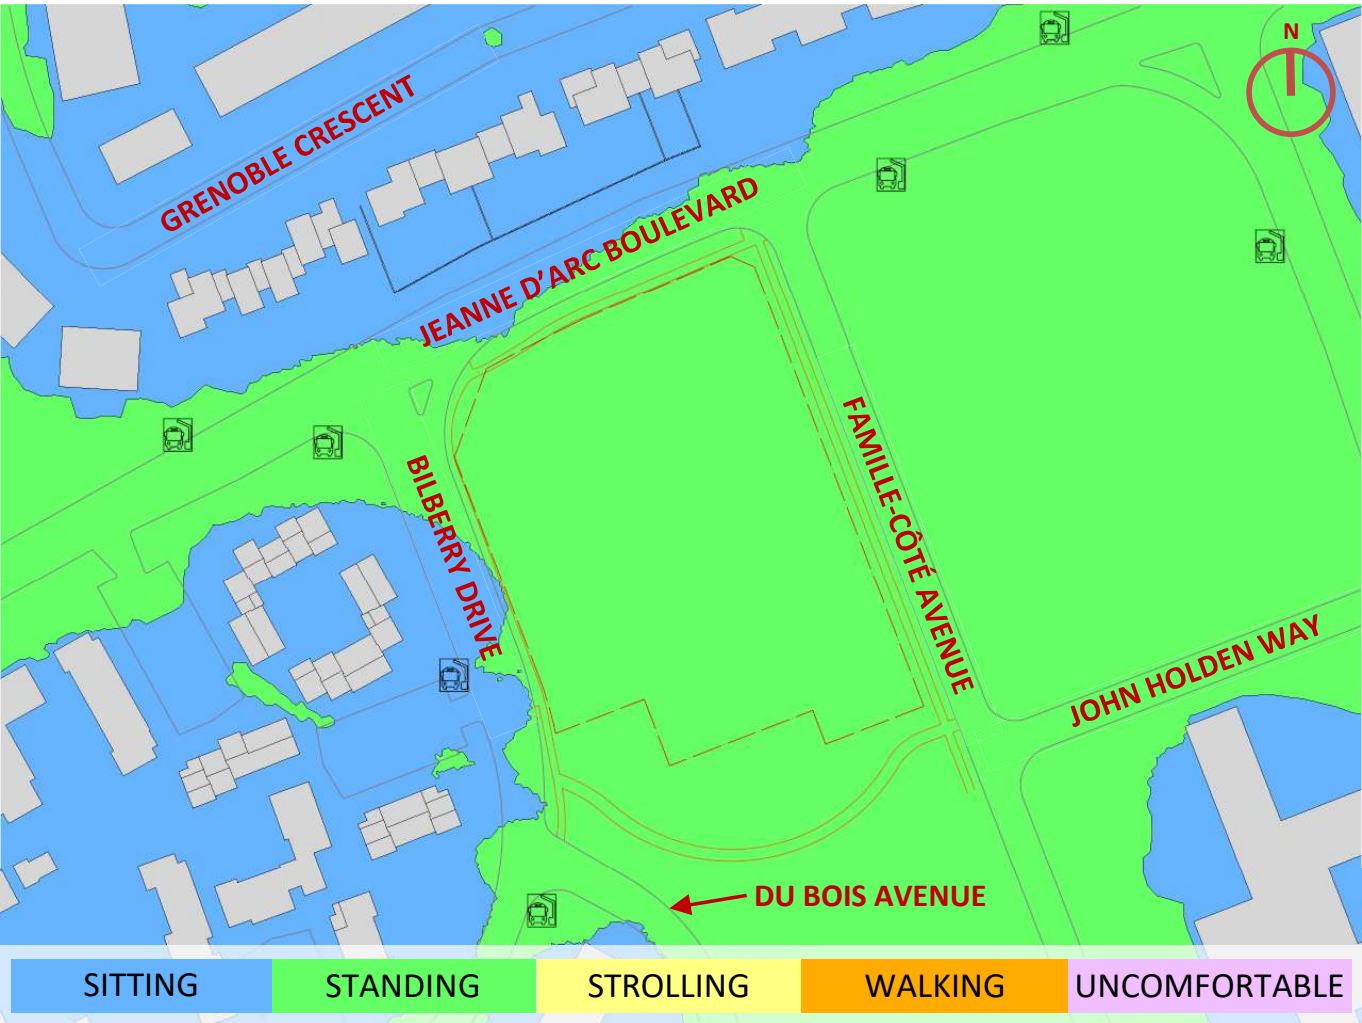 N
GRENOBLE CRESCENT
JEANNE D'ARC BOULEVARD
BILBERRY DRIVE
FAMILLE-CÔTÉ AVENUE
JOHN HOLDEN WAY
DU BOIS AVENUE
SITTING
STANDING
STROLLING
WALKING
UNCOMFORTABLE